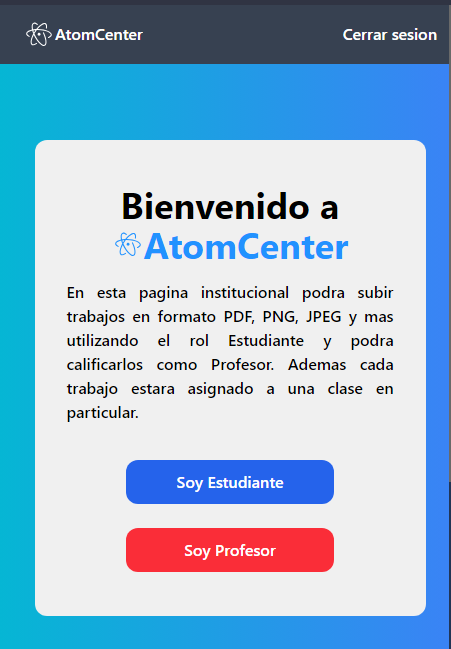 AtomCenter
Cerrar sesion
Bienvenido a
AtomCenter
En esta pagina institucional podra subir
trabajos en formato PDF, PNG, JPEG y mas
utilizando el rol Estudiante y podra
calificarlos como Profesor. Ademas cada
trabajo estara asignado a una clase en
particular.
Soy Estudiante
Soy Profesor